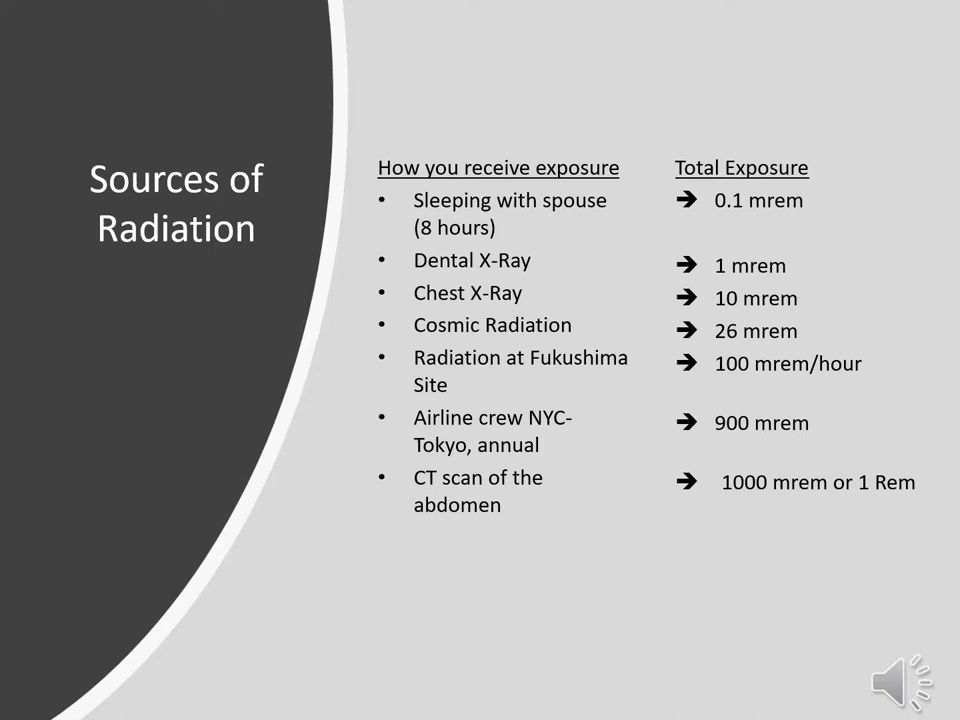 Sources of
Radiation
How you receive exposure
• Sleeping with spouse
(8 hours)
• Dental X-Ray
• Chest X-Ray
• Cosmic Radiation
• Radiation at Fukushima
Site
• Airline crew NYC-
Tokyo, annual
• CT scan of the
abdomen
Total Exposure
➔ 0.1 mrem
➔ 1 mrem
➔ 10 mrem
➔ 26 mrem
➔ 100 mrem/hour
➔ 900 mrem
➔ 1000 mrem or 1 Rem